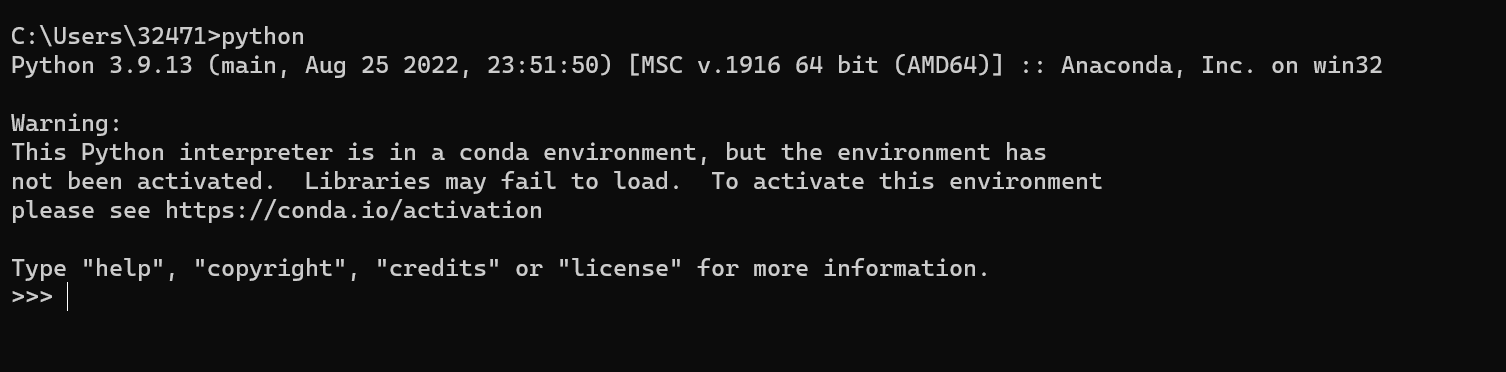 C:\Users\32471>python
Python 3.9.13 (main, Aug 25 2022, 23:51:50) [MSC v.1916 64 bit (AMD64)] :: Anaconda, Inc. on win32
Warning:
This Python interpreter is in a conda environment, but the environment has
not been activated.  Libraries may fail to load.  To activate this environment
please see https://conda.io/activation
Type "help", "copyright", "credits" or "license" for more information.
>>>